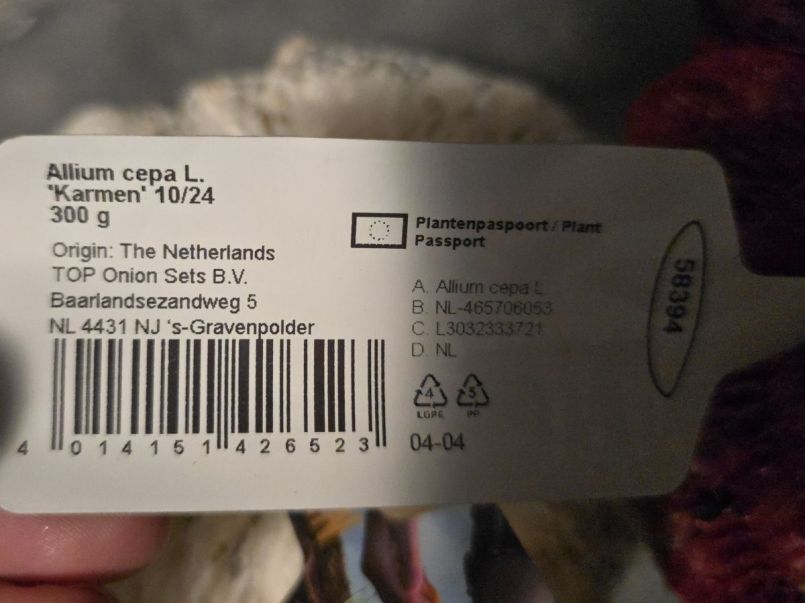 Allium cepa L.
'Karmen' 10/24
300 g
Origin: The Netherlands
TOP Onion Sets B.V.
Baarlandsezandweg 5
NL 4431 NJ 's-Gravenpolder
4 014151 426523
Plantenpaspoort / Plant
Passport
A. Allium cepa L
B. NL-465706053
C. L3032333721
D. NL
4
LDPE
5
PP
04-04
58394